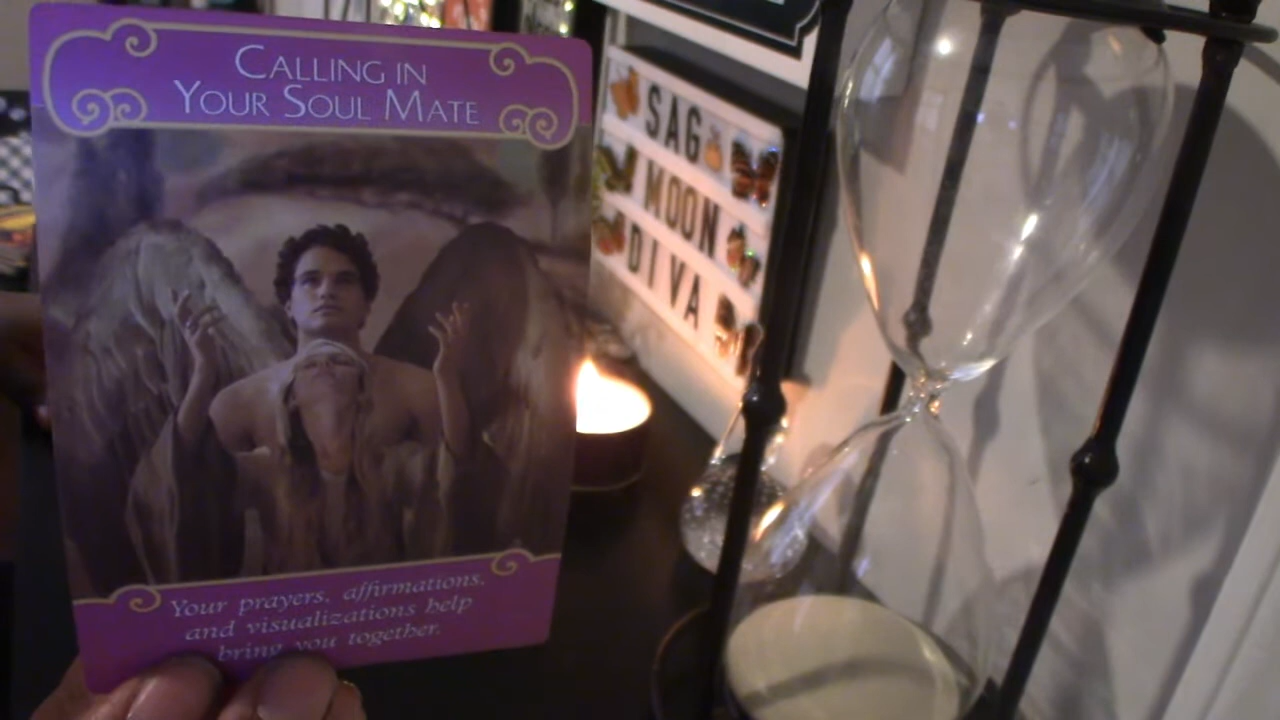 CALLING IN
YOUR SOUL MATE
Your prayers, affirmations,
and visualizations help
bring you together.
SAG
MOON
DIVA